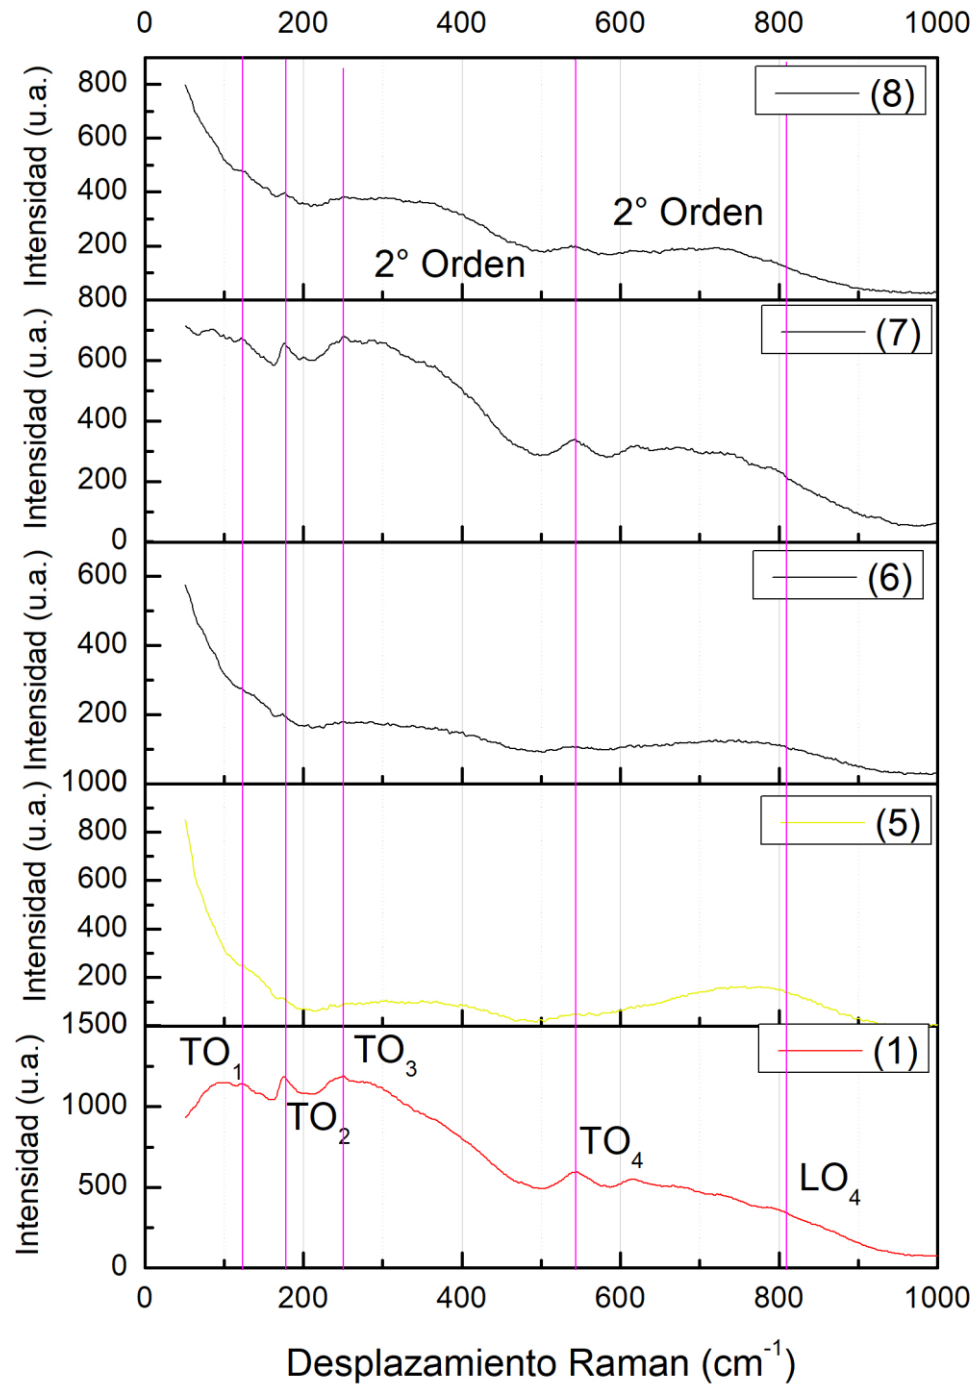 0 200 400 600 800 1000
Intensidad (u.a.)
800
600
400
200
(8)
2° Orden
2° Orden
Intensidad (u.a.)
800
600
400
200
0
(7)
Intensidad (u.a.)
600
400
200
(6)
Intensidad (u.a.)
1000
800
600
400
200
(5)
Intensidad (u.a.)
1500
1000
500
0
(1)
TO1
TO2
TO3
TO4
LO4
0 200 400 600 800 1000
Desplazamiento Raman (cm-1)